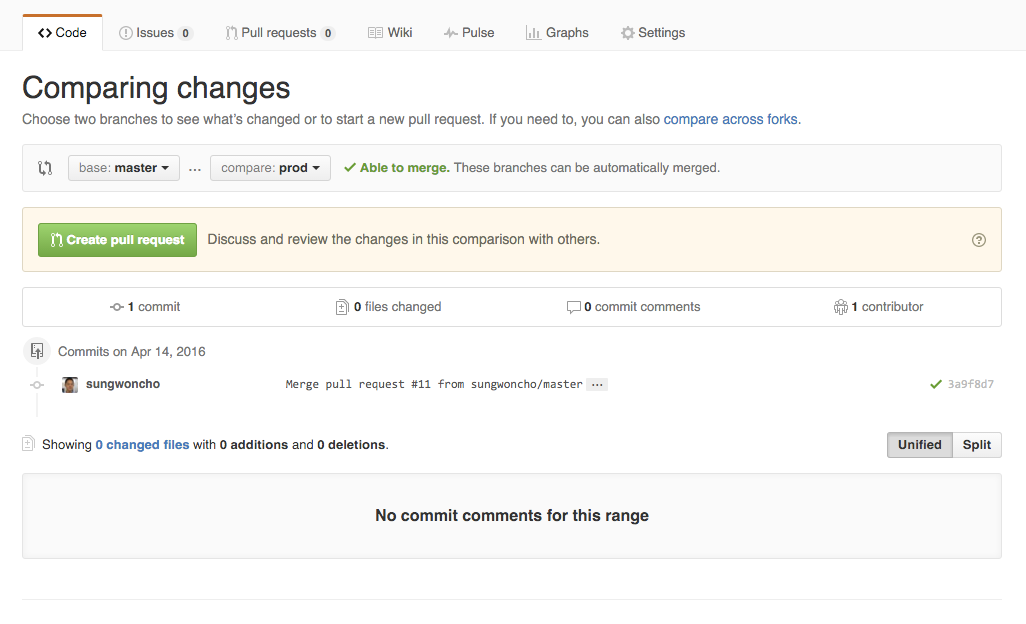 Code Issues 0 Pull requests 0 Wiki Pulse Graphs Settings
Comparing changes
Choose two branches to see what's changed or to start a new pull request. If you need to, you can also compare across forks.
base: master ... compare: prod Able to merge. These branches can be automatically merged.
Create pull request Discuss and review the changes in this comparison with others.
1 commit 0 files changed 0 commit comments 1 contributor
Commits on Apr 14, 2016
sungwoncho Merge pull request #11 from sungwoncho/master ... 3a9f8d7
Showing 0 changed files with 0 additions and 0 deletions. Unified Split
No commit comments for this range